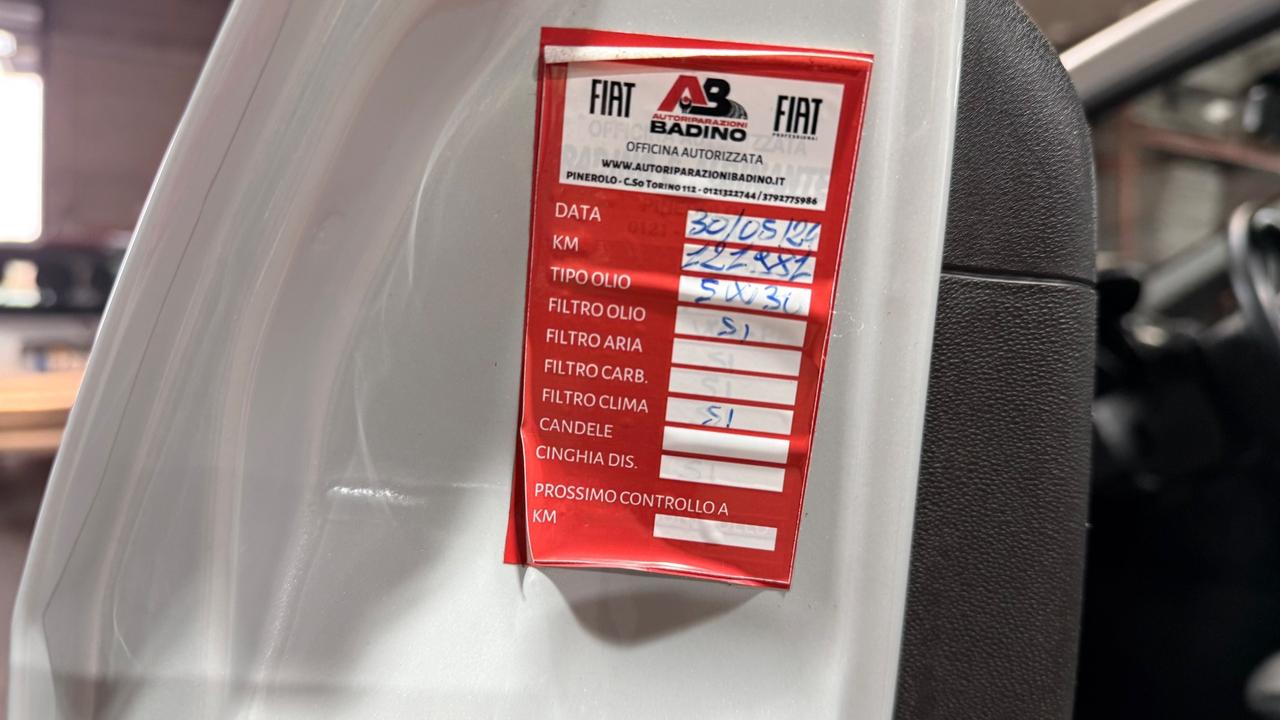 FIAT AB FIAT
PROFESSIONAL
AUTORIPARAZIONI
BADINO
OFFICINA AUTORIZZATA
WWW.AUTORIPARAZIONIBADINO.IT
PINEROLO - C.SO TORINO 112 - 0121322744/3792775986
DATA 30/05/24
KM
TIPO OLIO 5W30
FILTRO OLIO SI
FILTRO ARIA
FILTRO CARB.
FILTRO CLIMA SI
CANDELE
CINGHIA DIS.
PROSSIMO CONTROLLO A
KM